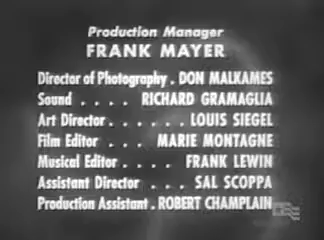 Production Manager
FRANK MAYER
Director of Photography . DON MALKAMES
Sound . . . . RICHARD GRAMAGLIA
Art Director . . . . . . LOUIS SIEGEL
Film Editor . . . MARIE MONTAGNE
Musical Editor . . . . FRANK LEWIN
Assistant Director . . . SAL SCOPPA
Production Assistant . ROBERT CHAMPLAIN